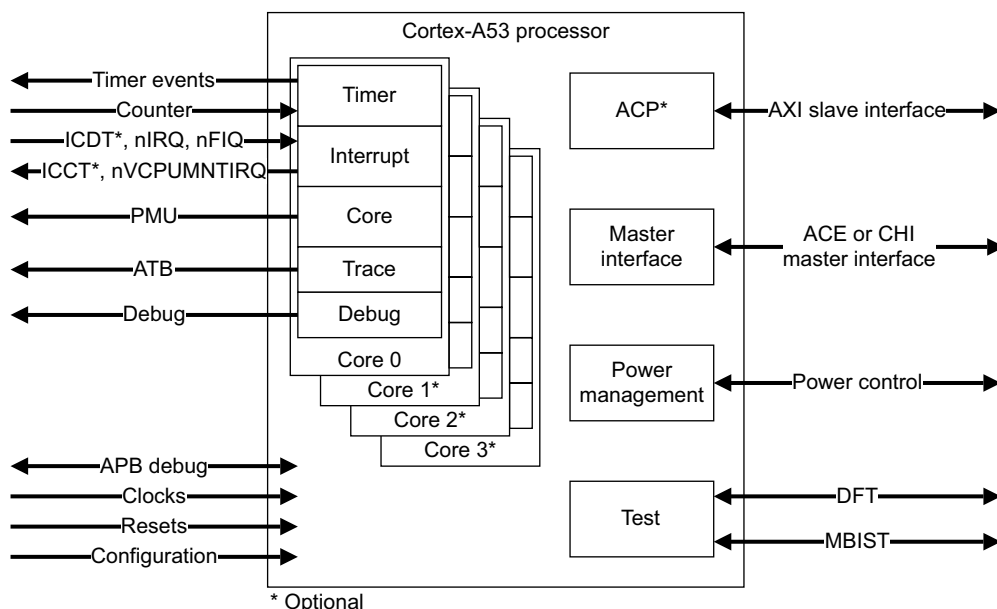 Cortex-A53 processor
Timer events
Counter
ICDT*, nIRQ, nFIQ
ICCT*, nVCPUMNTIRQ
PMU
ATB
Debug
Timer
Interrupt
Core
Trace
Debug
Core 0
Core 1*
Core 2*
Core 3*
APB debug
Clocks
Resets
Configuration
ACP*
AXI slave interface
Master
interface
ACE or CHI
master interface
Power
management
Power control
Test
DFT
MBIST
* Optional